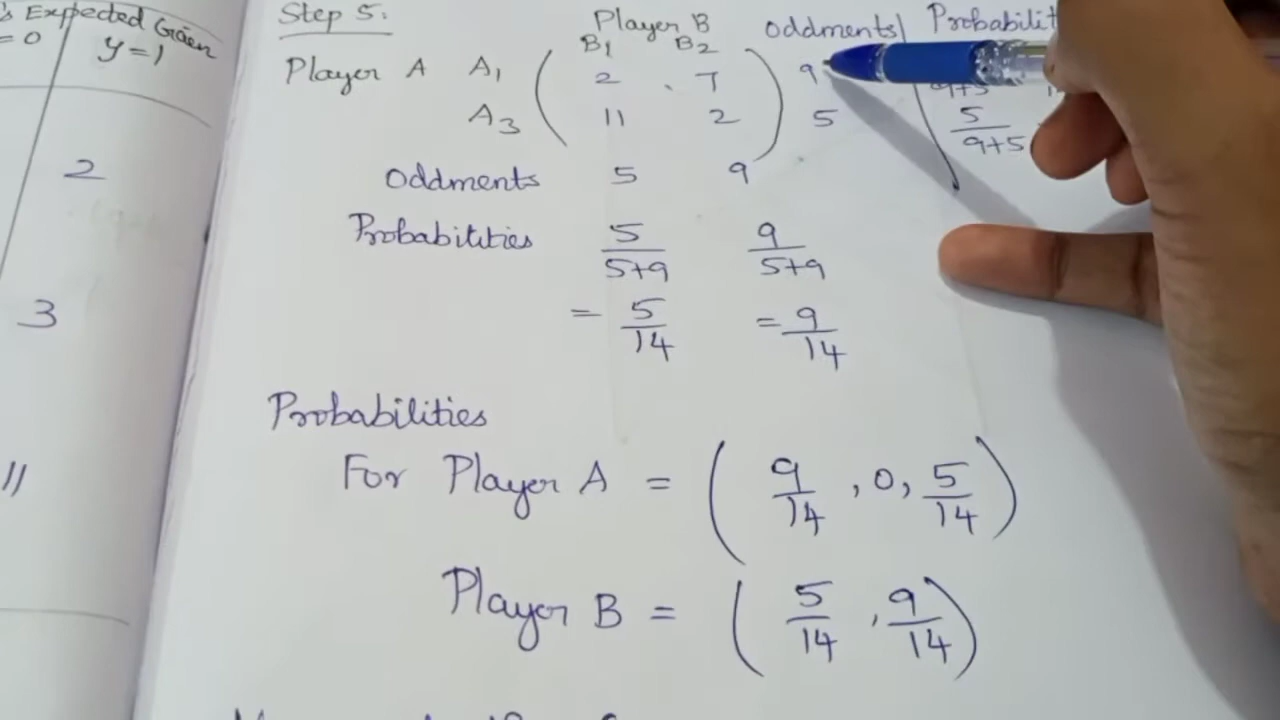 's Expected Gain
= 0 y = 1
2
3
11
Step 5:
Player B Oddments
B1 B2
Player A A1 2 7 9
A3 11 2 5 5/(9+5)
Oddments 5 9
Probabilities 5/(5+9) 9/(5+9)
= 5/14 = 9/14
Probabilities
For Player A = ( 9/14 , 0, 5/14 )
Player B = ( 5/14 , 9/14 )